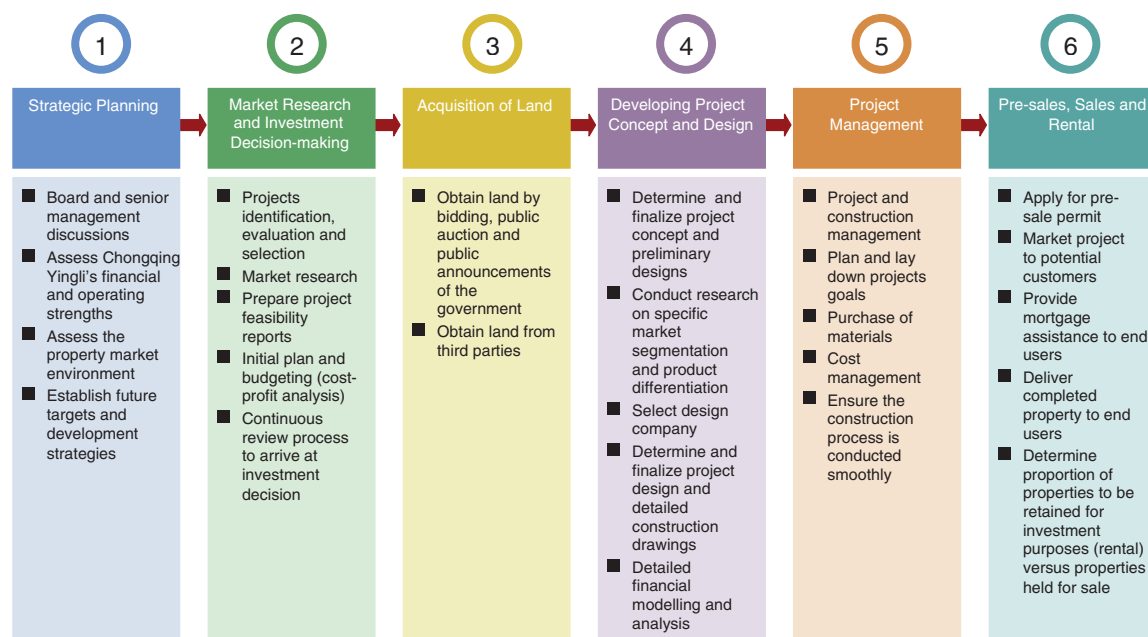 1
Strategic Planning
Board and senior
management
discussions
Assess Chongqing
Yingli's financial
and operating
strengths
Assess the
property market
environment
Establish future
targets and
development
strategies
2
Market Research
and Investment
Decision-making
Projects
identification,
evaluation and
selection
Market research
Prepare project
feasibility
reports
Initial plan and
budgeting (cost-
profit analysis)
Continuous
review process
to arrive at
investment
decision
3
Acquisition of Land
Obtain land by
bidding, public
auction and
public
announcements
of the
government
Obtain land from
third parties
4
Developing Project
Concept and Design
Determine and
finalize project
concept and
preliminary
designs
Conduct research
on specific
market
segmentation
and product
differentiation
Select design
company
Determine and
finalize project
design and
detailed
construction
drawings
Detailed
financial
modelling and
analysis
5
Project
Management
Project and
construction
management
Plan and lay
down projects
goals
Purchase of
materials
Cost
management
Ensure the
construction
process is
conducted
smoothly
6
Pre-sales, Sales and
Rental
Apply for pre-
sale permit
Market project
to potential
customers
Provide
mortgage
assistance to end
users
Deliver
completed
property to end
users
Determine
proportion of
properties to be
retained for
investment
purposes (rental)
versus properties
held for sale